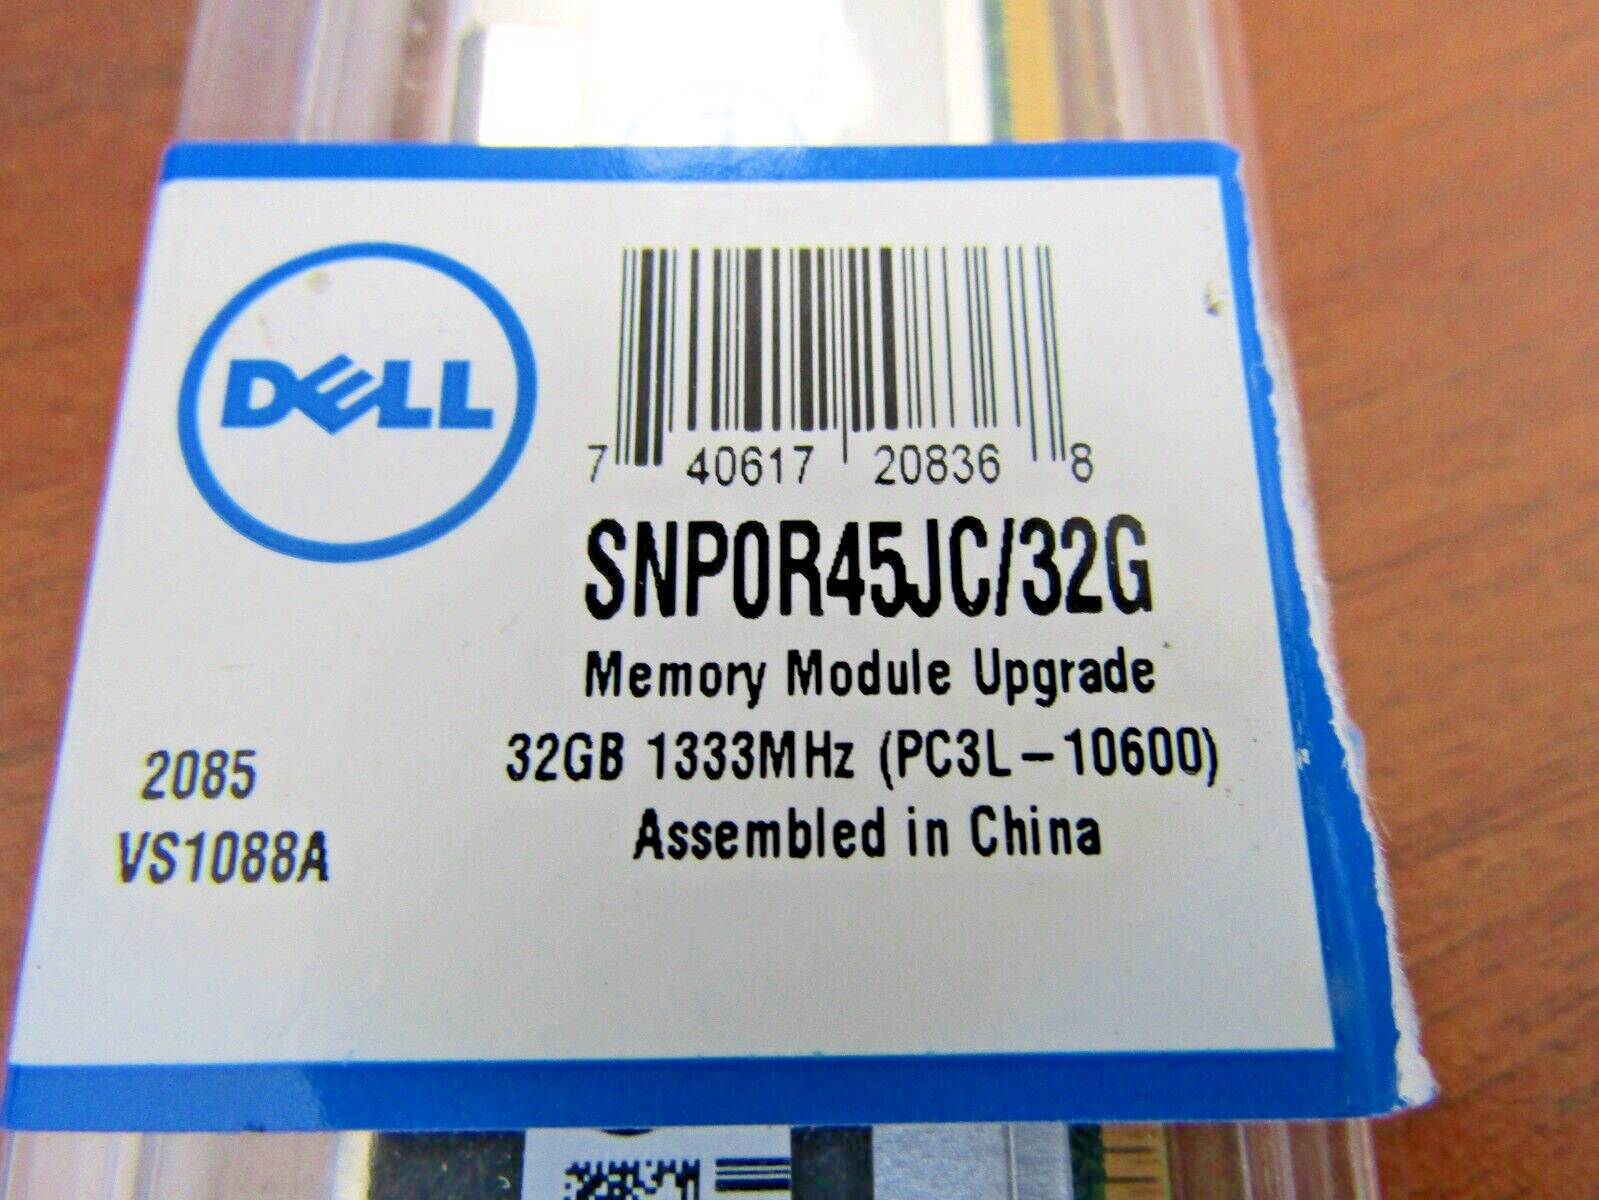 DELL
7 40617 20836 8
SNP0R45JC/32G
Memory Module Upgrade
32GB 1333MHz (PC3L-10600)
Assembled in China
2085
VS1088A